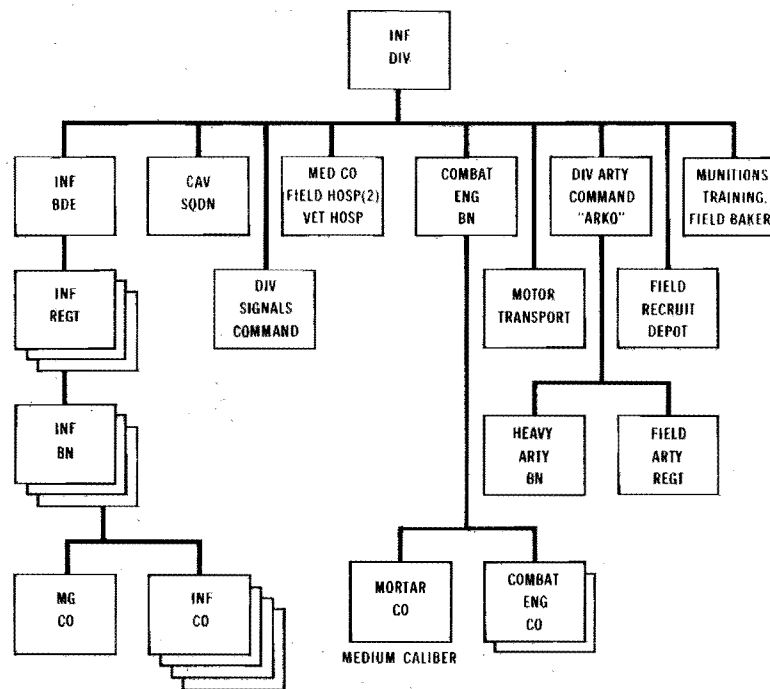 INF
DIV
INF
BDE
CAV
SQDN
MED CO
FIELD HOSP(2)
VET HOSP
COMBAT
ENG
BN
DIV ARTY
COMMAND
"ARKO"
MUNITIONS
TRAINING,
FIELD BAKERY
INF
REGT
DIV
SIGNALS
COMMAND
MOTOR
TRANSPORT
FIELD
RECRUIT
DEPOT
INF
BN
HEAVY
ARTY
BN
FIELD
ARTY
REGT
MG
CO
INF
CO
MORTAR
CO
COMBAT
ENG
CO
MEDIUM CALIBER